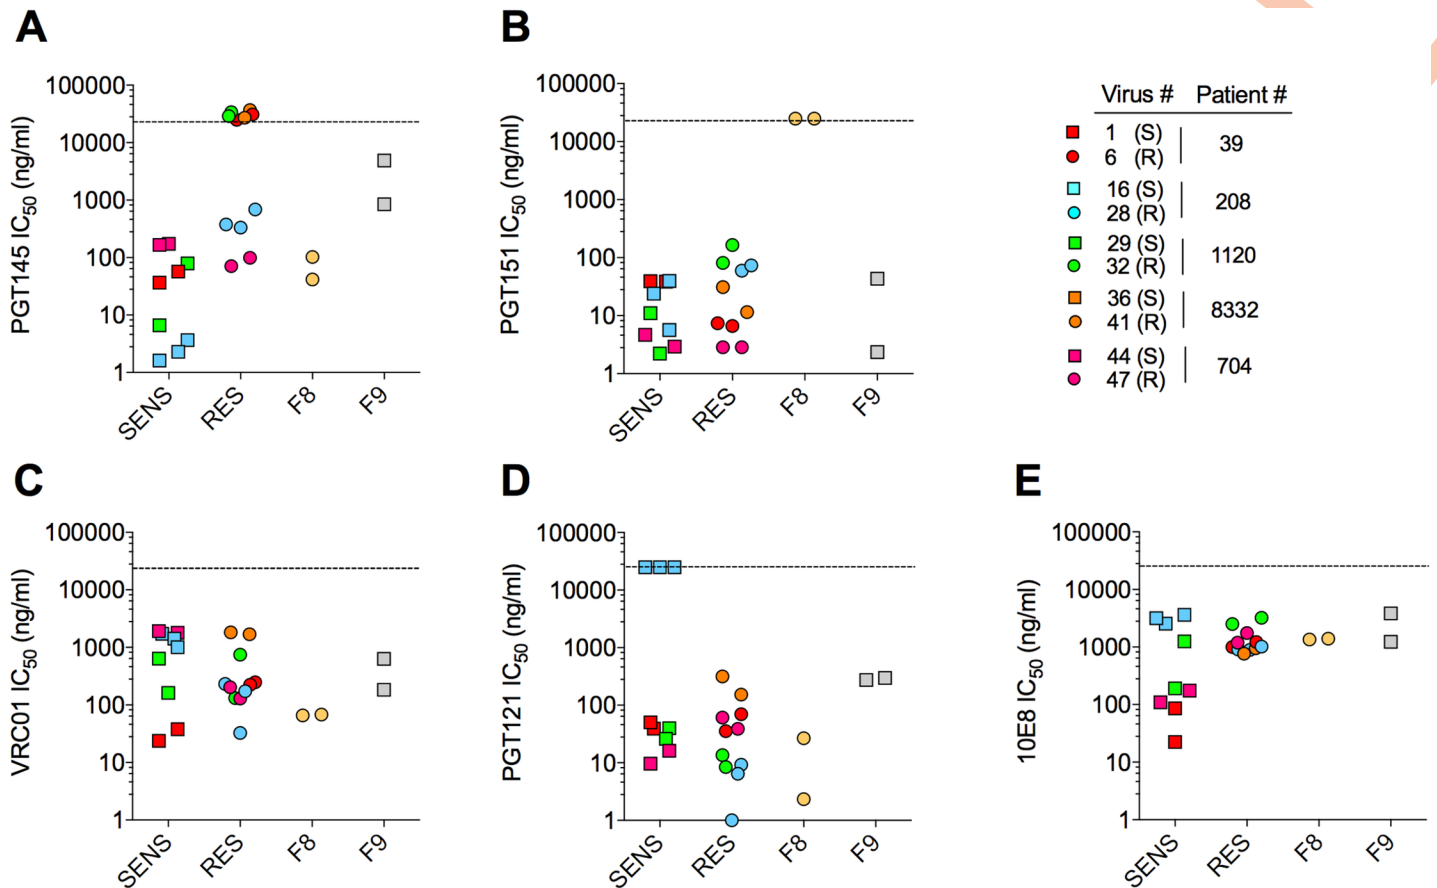 A
PGT145 IC50 (ng/ml)
100000
10000
1000
100
10
1
SENS
RES
F8
F9
B
PGT151 IC50 (ng/ml)
100000
10000
1000
100
10
1
SENS
RES
F8
F9
Virus # Patient #
1 (S)
6 (R)
39
16 (S)
28 (R)
208
29 (S)
32 (R)
1120
36 (S)
41 (R)
8332
44 (S)
47 (R)
704
C
VRC01 IC50 (ng/ml)
100000
10000
1000
100
10
1
SENS
RES
F8
F9
D
PGT121 IC50 (ng/ml)
100000
10000
1000
100
10
1
SENS
RES
F8
F9
E
10E8 IC50 (ng/ml)
100000
10000
1000
100
10
1
SENS
RES
F8
F9